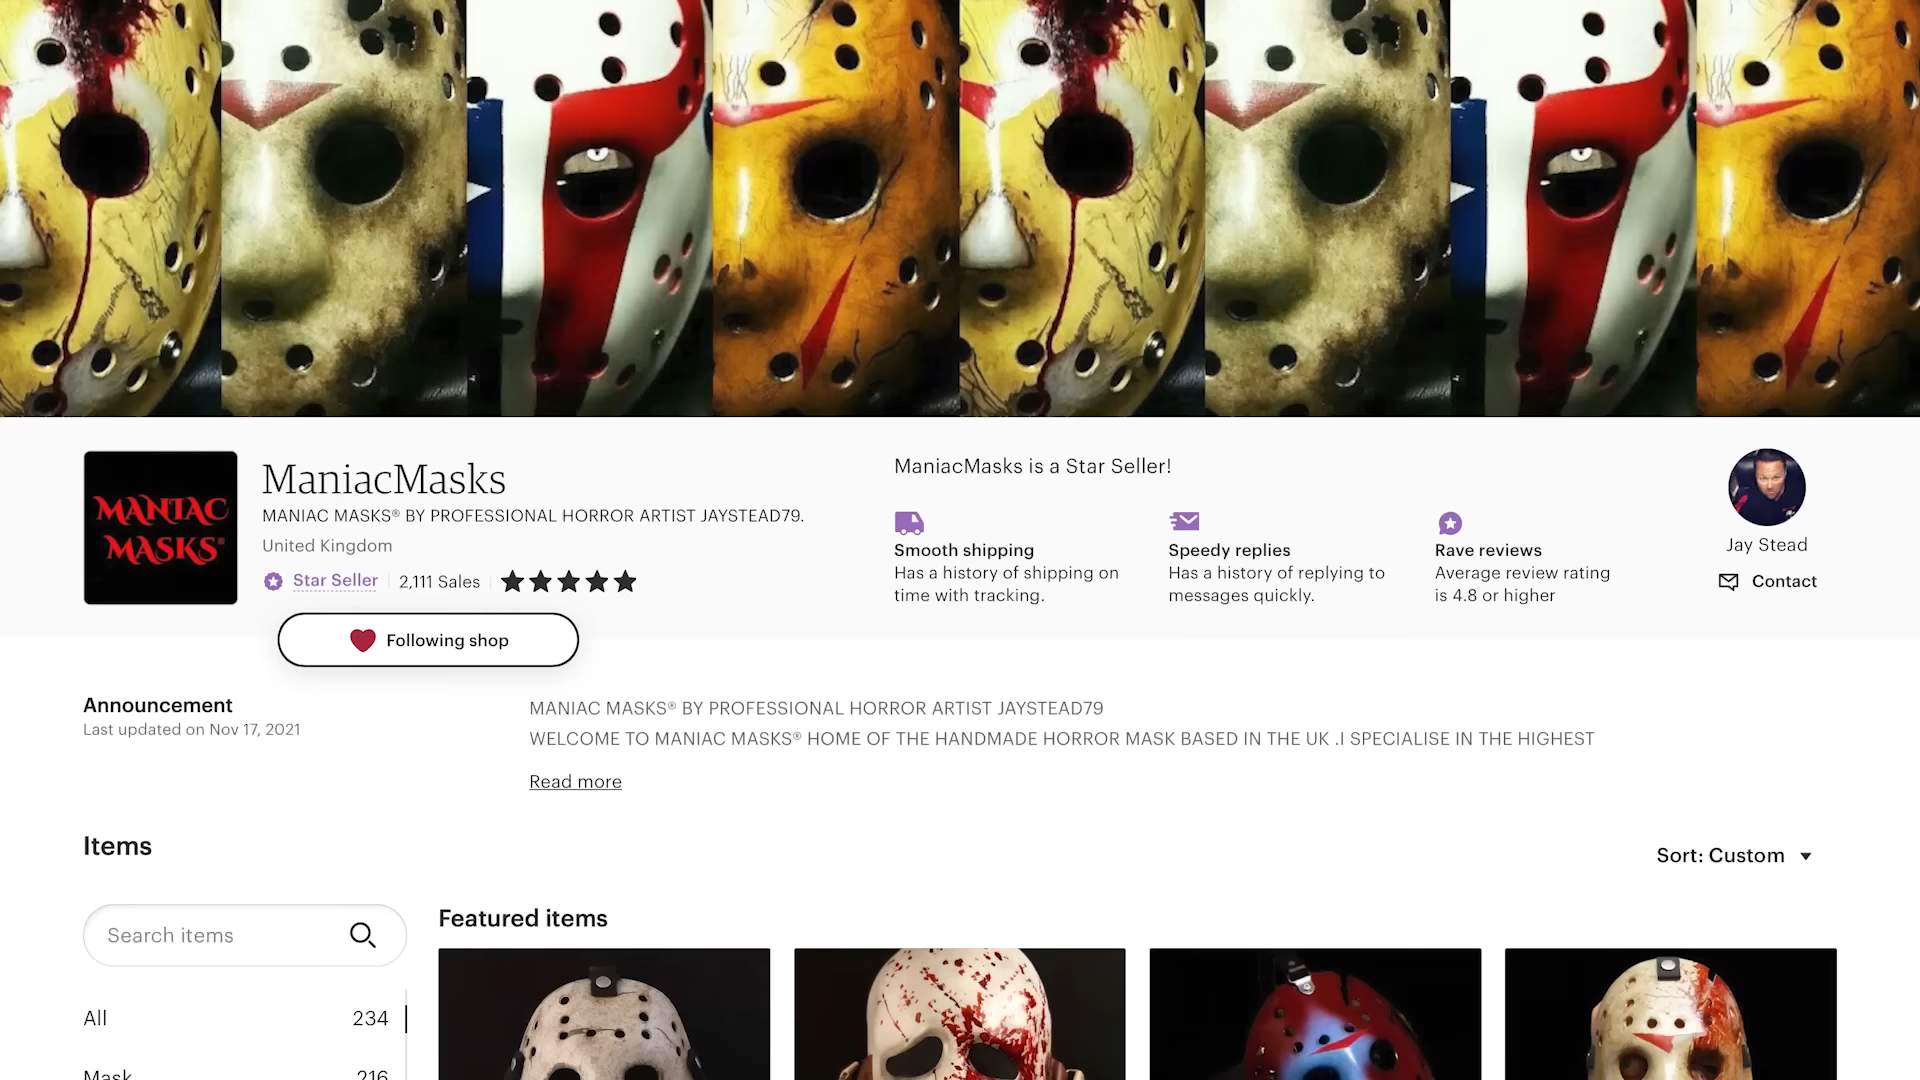 MANIAC
MASKS®
ManiacMasks
MANIAC MASKS® BY PROFESSIONAL HORROR ARTIST JAYSTEAD79.
United Kingdom
Star Seller
2,111 Sales
Following shop
ManiacMasks is a Star Seller!
Smooth shipping
Has a history of shipping on
time with tracking.
Speedy replies
Has a history of replying to
messages quickly.
Rave reviews
Average review rating
is 4.8 or higher
Jay Stead
Contact
Announcement
Last updated on Nov 17, 2021
MANIAC MASKS® BY PROFESSIONAL HORROR ARTIST JAYSTEAD79
WELCOME TO MANIAC MASKS® HOME OF THE HANDMADE HORROR MASK BASED IN THE UK .I SPECIALISE IN THE HIGHEST
Read more
Items
Sort: Custom
Search items
Featured items
All 234
Mask 216